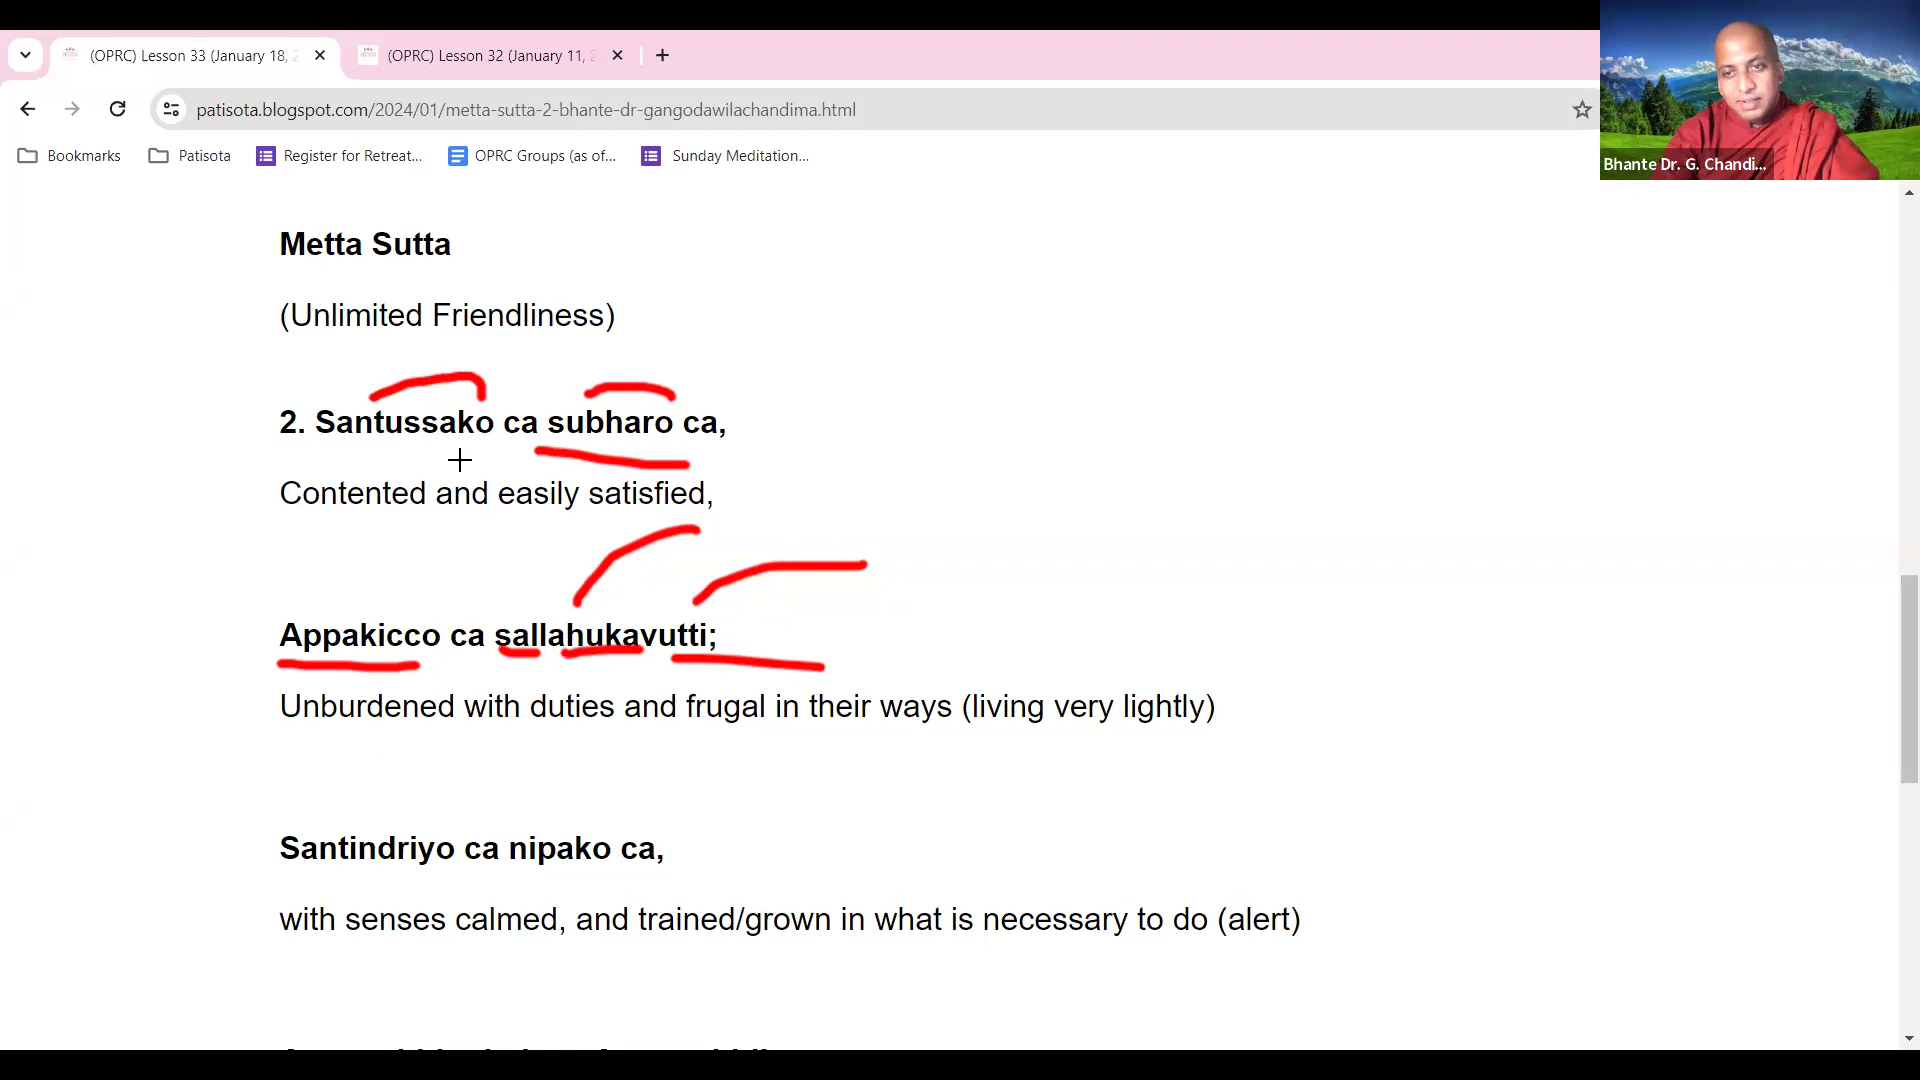 (OPRC) Lesson 33 (January 18,
(OPRC) Lesson 32 (January 11,
patisota.blogspot.com/2024/01/metta-sutta-2-bhante-dr-gangodawilachandima.html
Bookmarks Patisota Register for Retreat... OPRC Groups (as of... Sunday Meditation...
Bhante Dr. G. Chandi...
Metta Sutta
(Unlimited Friendliness)
2. Santussako ca subharo ca,
Contented and easily satisfied,
Appakicco ca sallahukavutti;
Unburdened with duties and frugal in their ways (living very lightly)
Santindriyo ca nipako ca,
with senses calmed, and trained/grown in what is necessary to do (alert)